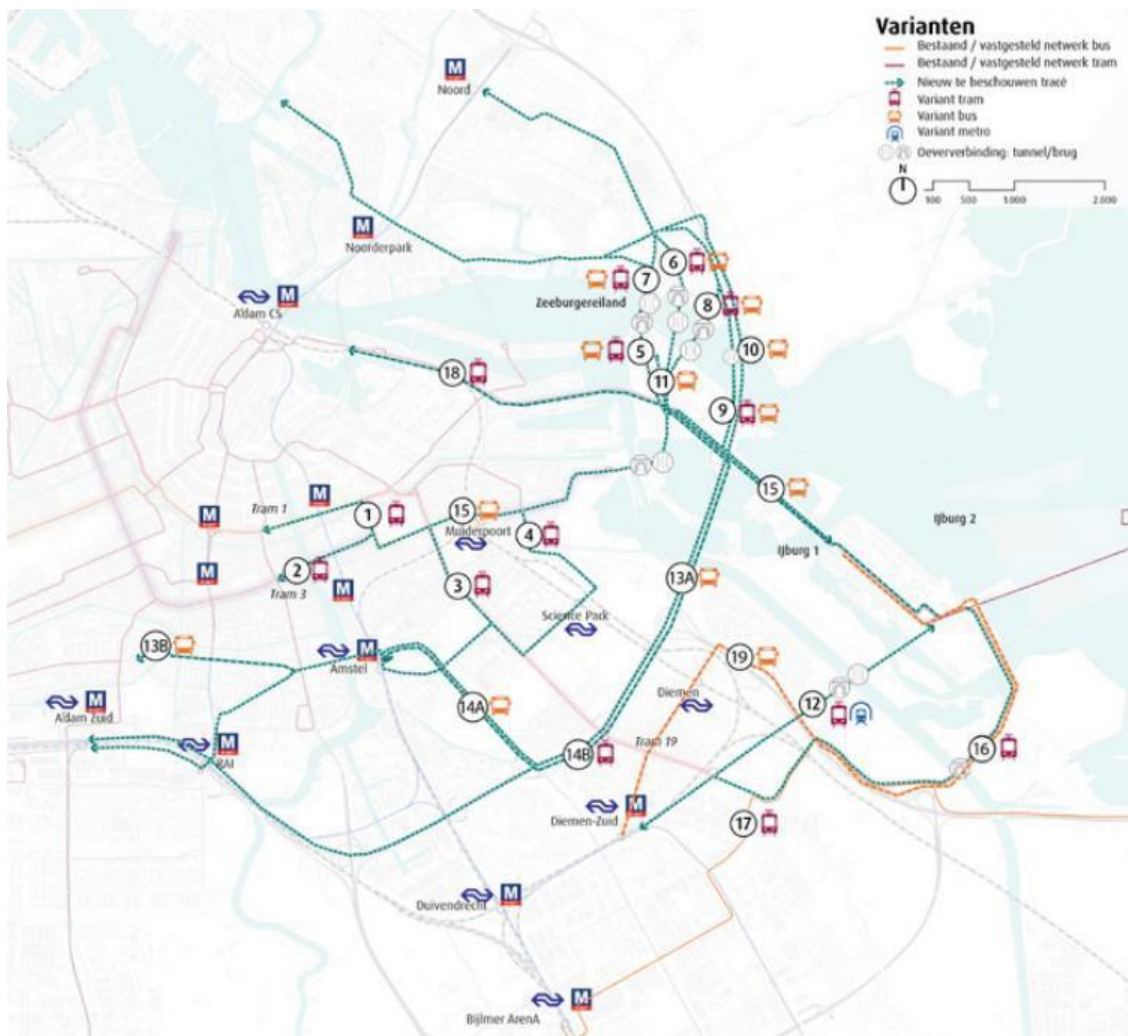 Varianten
Bestaand / vastgesteld netwerk bus
Bestaand / vastgesteld netwerk tram
Nieuw te beschouwen tracé
Variant tram
Variant bus
Variant metro
Oeververbinding: tunnel/brug
N
100 500 1.000 2.000
M
Noord
M
Noorderpark
6
7
Zeeburgereiland
8
M
A'dam CS
5
10
18
11
9
15
IJburg 2
M
Tram 1
1
15
Muiderpoort
4
IJburg 1
M
2
Tram 3
M
M
3
13A
Science Park
13B
M
Amstel
19
Diemen
12
M
A'dam Zuid
14A
M
RAI
14B
Tram 19
16
M
Diemen-Zuid
17
M
Duivendrecht
M
Bijlmer ArenA